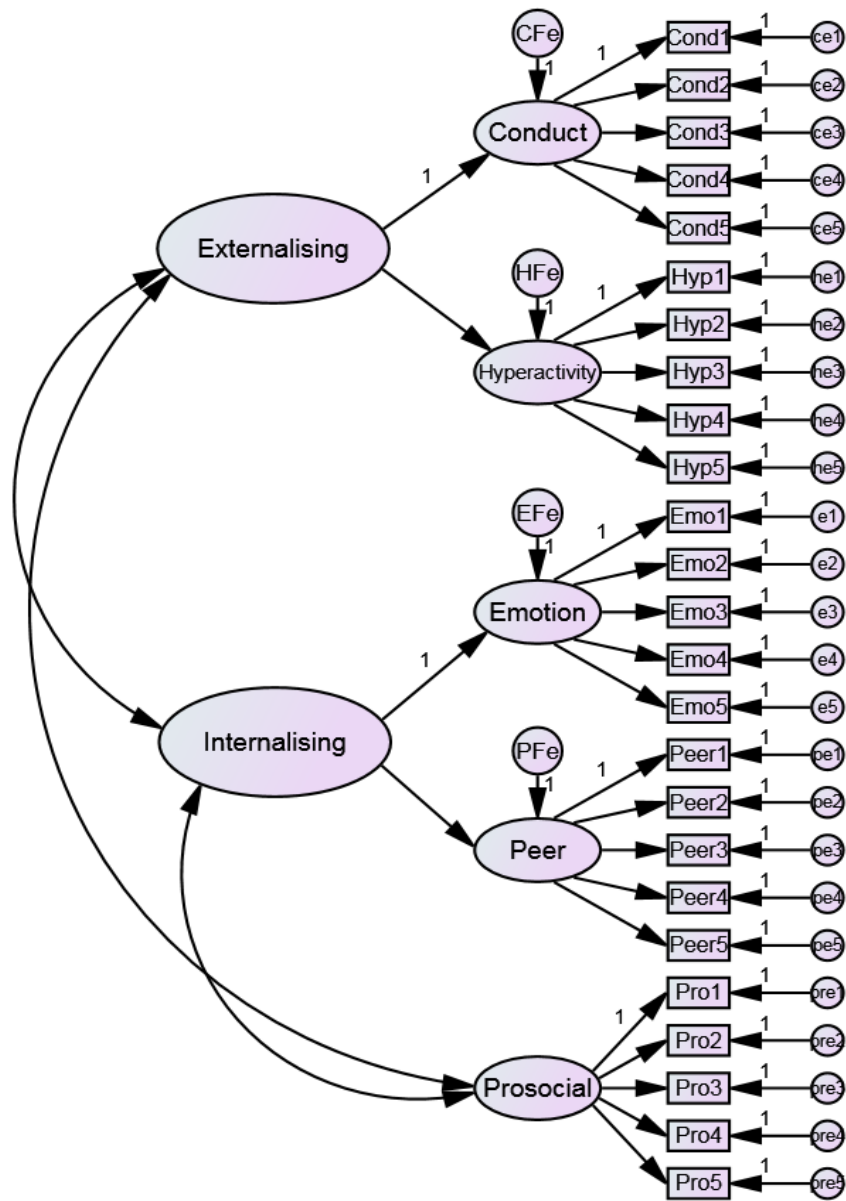 CFe
1
1
Cond1
1
ce1
Cond2
1
ce2
Conduct
Cond3
1
ce3
1
Cond4
1
ce4
Cond5
1
ce5
Externalising
HFe
1
1
Hyp1
1
he1
Hyp2
1
he2
Hyperactivity
Hyp3
1
he3
Hyp4
1
he4
Hyp5
1
he5
EFe
1
1
Emo1
1
e1
Emo2
1
e2
Emotion
Emo3
1
e3
1
Emo4
1
e4
Emo5
1
e5
Internalising
PFe
1
1
Peer1
1
pe1
Peer2
1
pe2
Peer
Peer3
1
pe3
Peer4
1
pe4
Peer5
1
pe5
1
Pro1
1
pre1
Pro2
1
pre2
Prosocial
Pro3
1
pre3
Pro4
1
pre4
Pro5
1
pre5